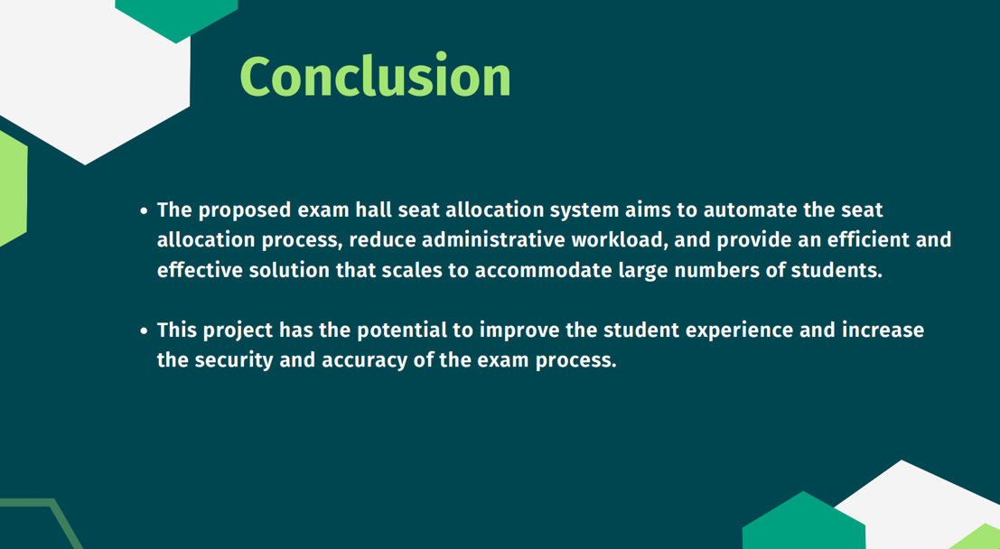 Conclusion
• The proposed exam hall seat allocation system aims to automate the seat
allocation process, reduce administrative workload, and provide an efficient and
effective solution that scales to accommodate large numbers of students.
• This project has the potential to improve the student experience and increase
the security and accuracy of the exam process.